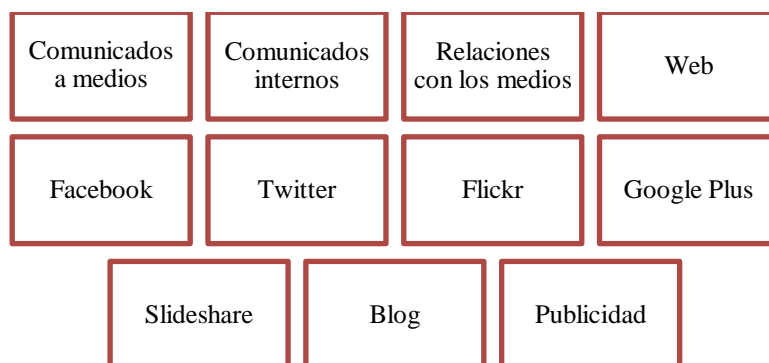 Comunicados
a medios
Comunicados
internos
Relaciones
con los medios
Web
Facebook
Twitter
Flickr
Google Plus
Slideshare
Blog
Publicidad